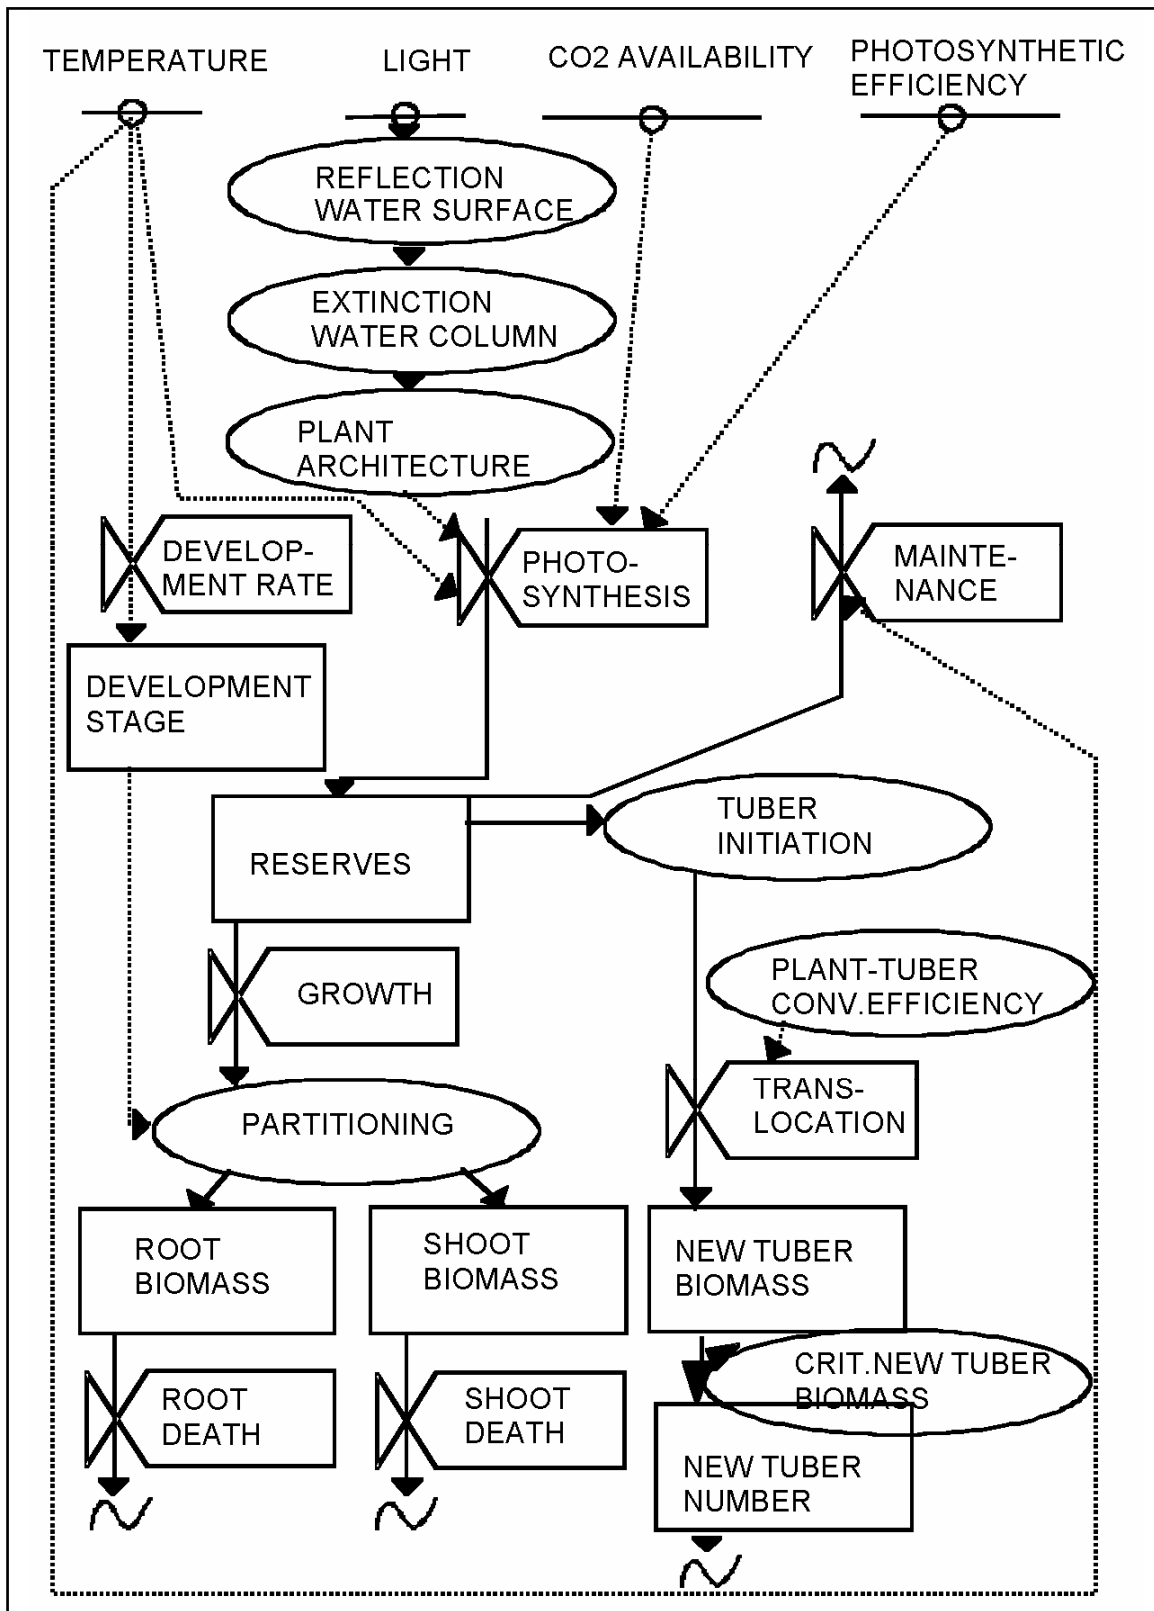 TEMPERATURE
LIGHT
CO2 AVAILABILITY
PHOTOSYNTHETIC
EFFICIENCY
REFLECTION
WATER SURFACE
EXTINCTION
WATER COLUMN
PLANT
ARCHITECTURE
DEVELOP-
MENT RATE
PHOTO-
SYNTHESIS
MAINTE-
NANCE
DEVELOPMENT
STAGE
RESERVES
TUBER
INITIATION
GROWTH
PLANT-TUBER
CONV.EFFICIENCY
PARTITIONING
TRANS-
LOCATION
ROOT
BIOMASS
SHOOT
BIOMASS
NEW TUBER
BIOMASS
ROOT
DEATH
SHOOT
DEATH
CRIT.NEW TUBER
BIOMASS
NEW TUBER
NUMBER